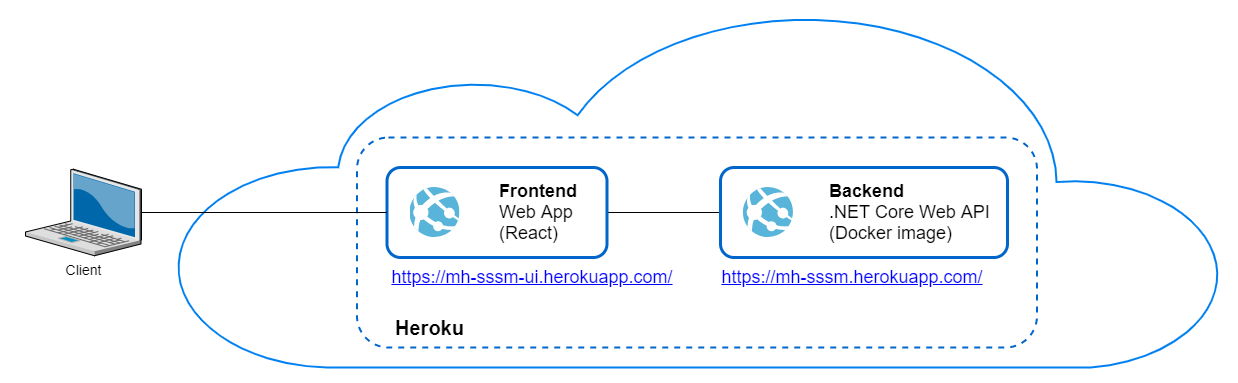 Frontend
Web App
(React)
Backend
.NET Core Web API
(Docker image)
Client
https://mh-sssm-ui.herokuapp.com/
https://mh-sssm.herokuapp.com/
Heroku